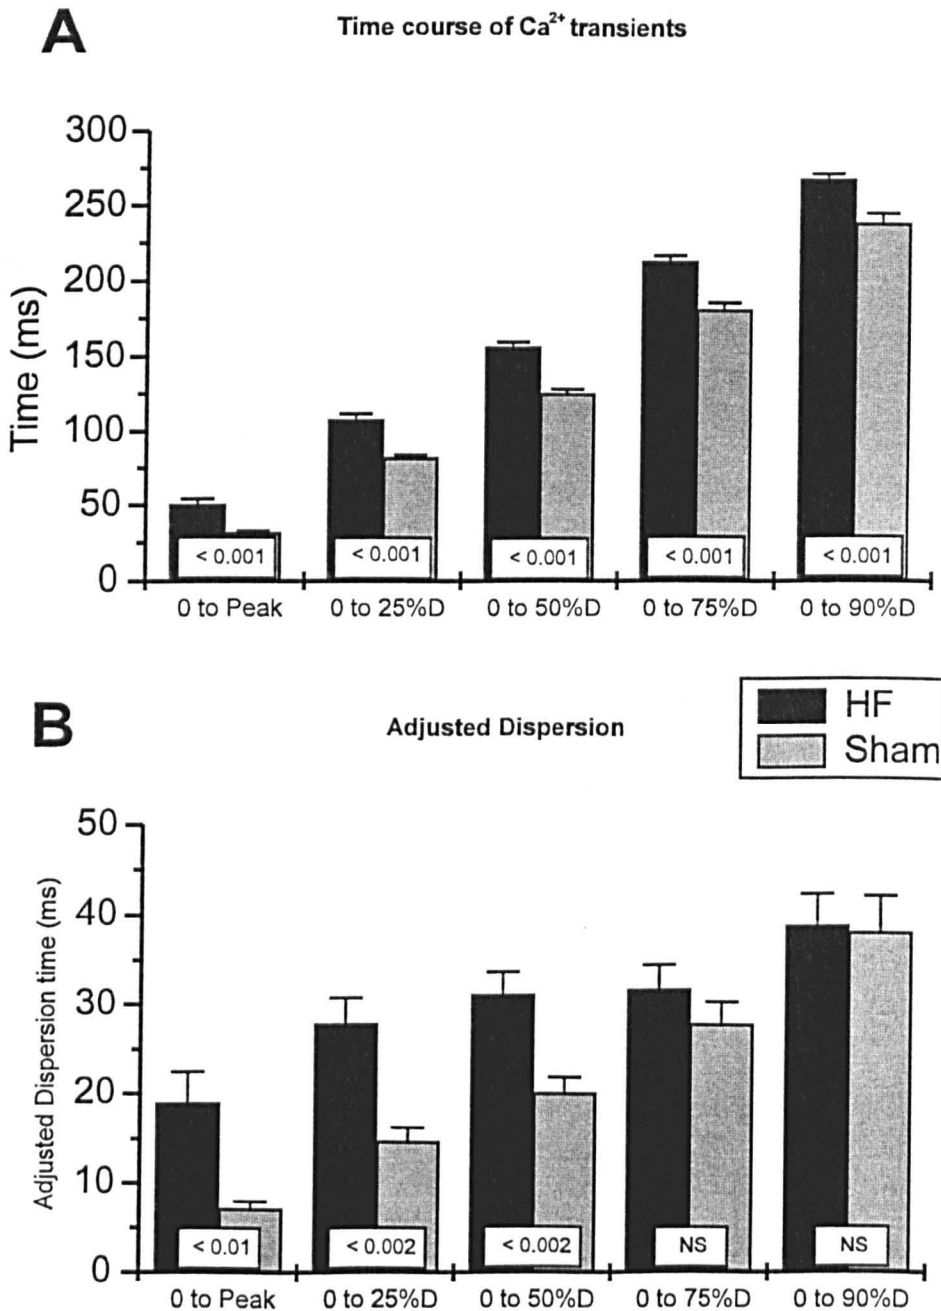 A
Time course of Ca²⁺ transients
Time (ms)
300
250
200
150
100
50
0
< 0.001
< 0.001
< 0.001
< 0.001
< 0.001
0 to Peak
0 to 25%D
0 to 50%D
0 to 75%D
0 to 90%D
HF
Sham
B
Adjusted Dispersion
Adjusted Dispersion time (ms)
50
40
30
20
10
0
< 0.01
< 0.002
< 0.002
NS
NS
0 to Peak
0 to 25%D
0 to 50%D
0 to 75%D
0 to 90%D